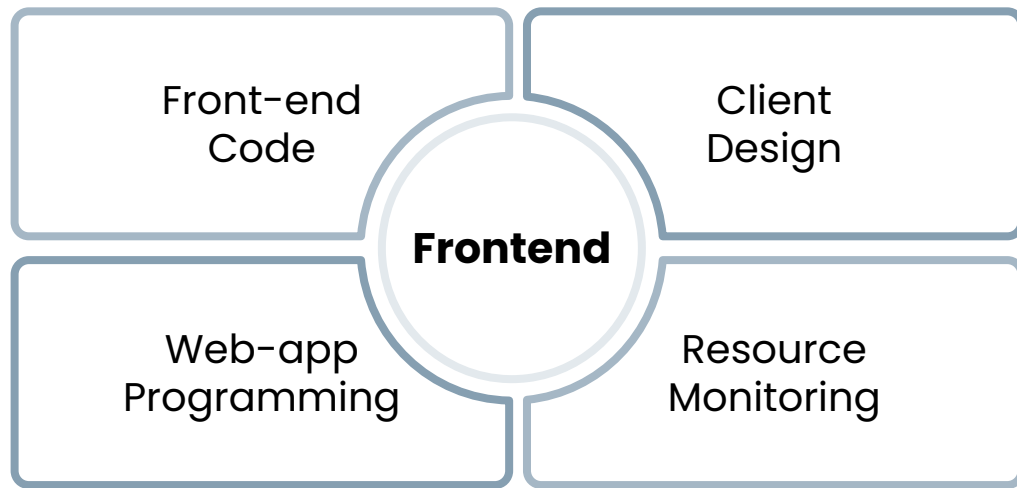 Front-end
Code
Client
Design
Frontend
Web-app
Programming
Resource
Monitoring